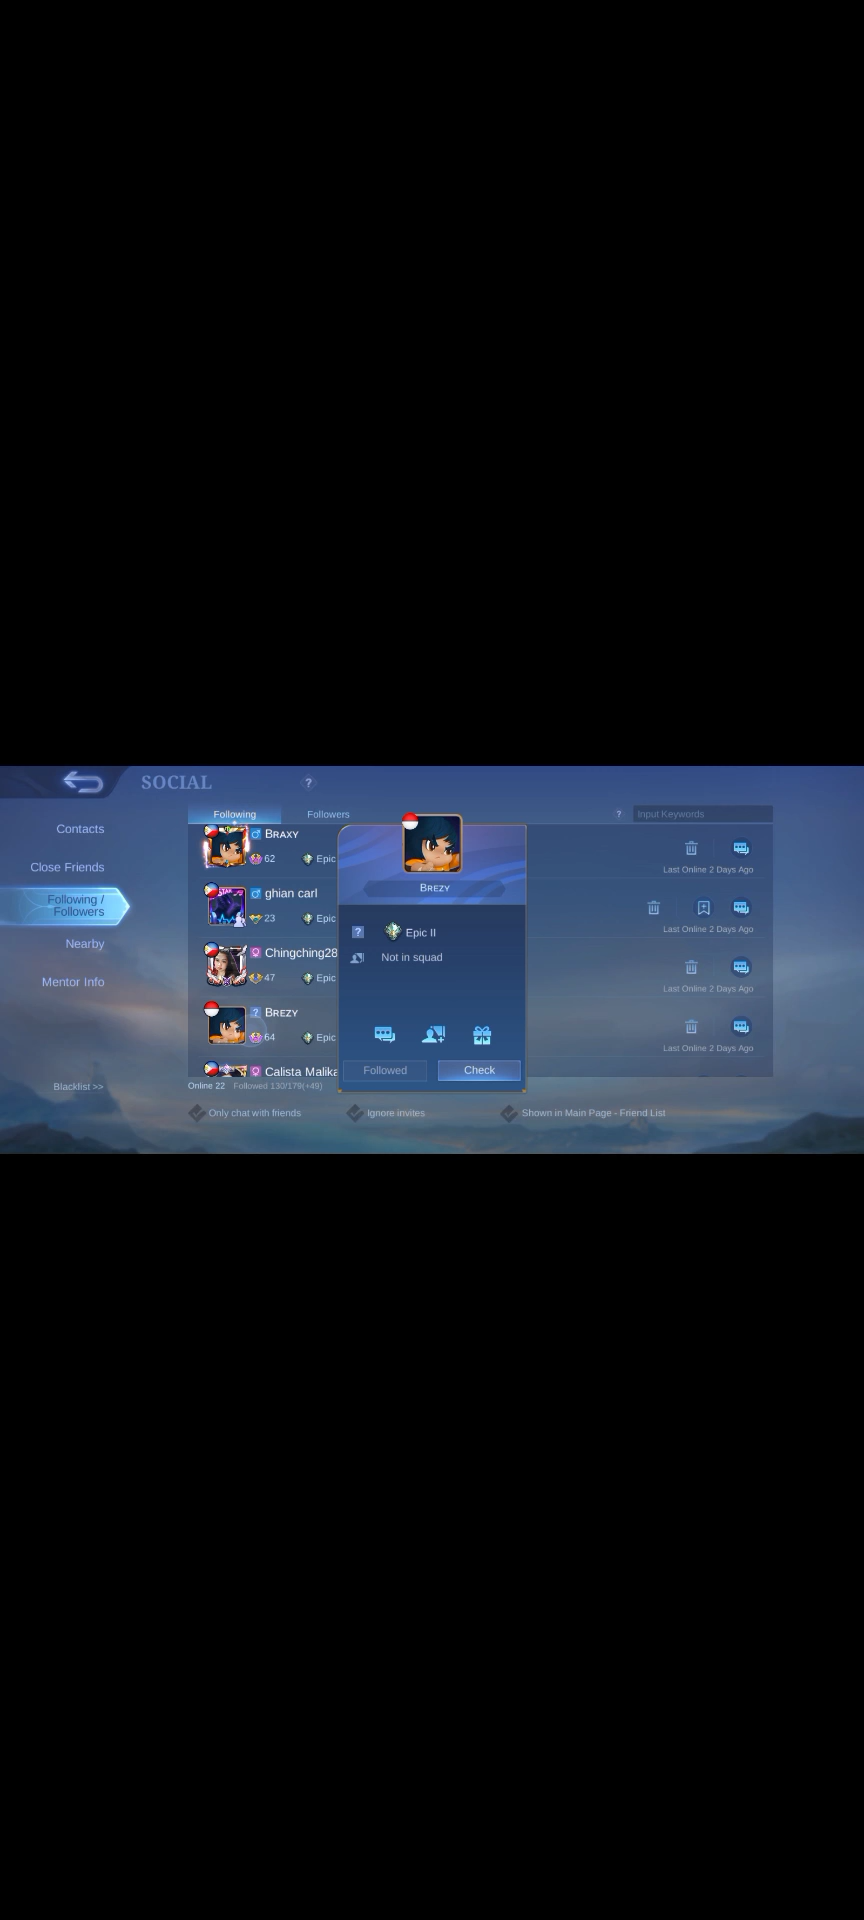 SOCIAL
?
Following
Followers
?
Input Keywords
Contacts
Close Friends
Following /
Followers
Nearby
Mentor Info
Blacklist >>
Braxy
62
Epic
Last Online 2 Days Ago
ghian carl
23
Epic
Last Online 2 Days Ago
Chingching28
47
Epic
Last Online 2 Days Ago
? Brezy
64
Epic
Last Online 2 Days Ago
Calista Malika
Brezy
? Epic II
Not in squad
Followed
Check
Online 22 Followed 130/179(+49)
Only chat with friends
Ignore invites
Shown in Main Page - Friend List